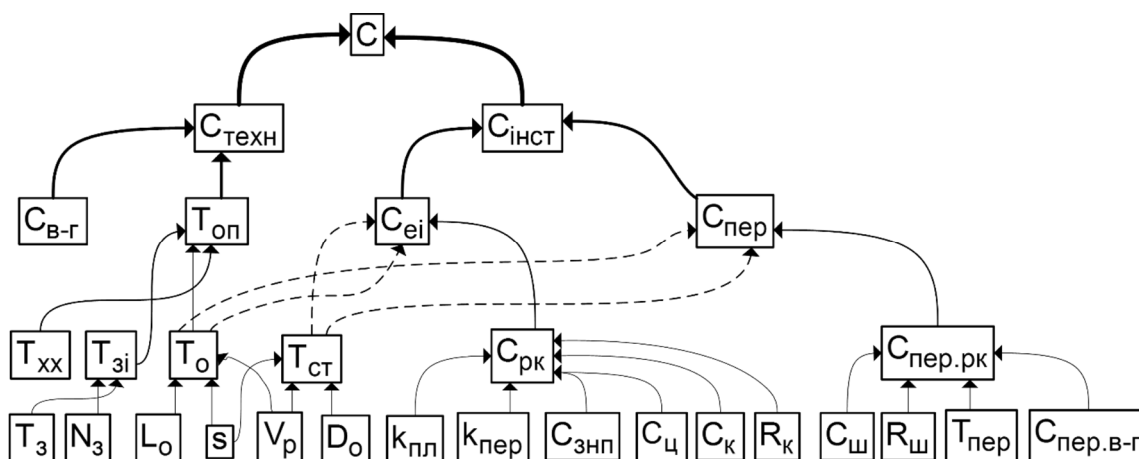 C
Cтехн Cінст
Cв-г Tоп Cеі Cпер
Tхх Tзі Tо Tст Cрк Cпер.рк
Tз Nз Lо s Vр Dо kпл kпер Cзнп Cц Cк Rк Cш Rш Tпер Cпер.в-г